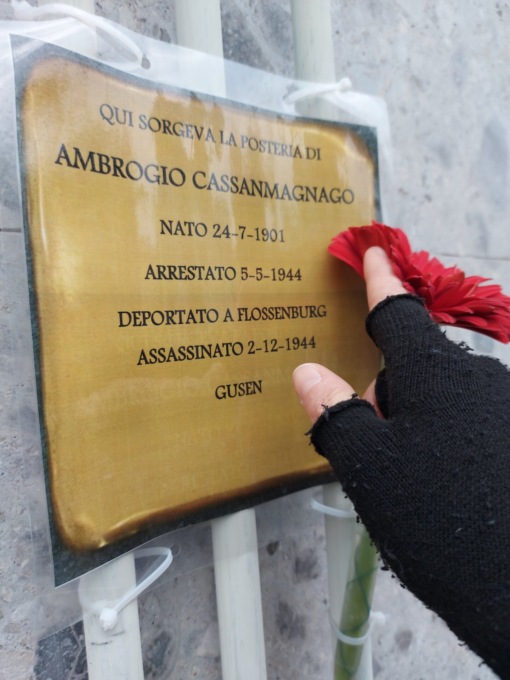 QUI SORGEVA LA POSTERIA DI
AMBROGIO CASSANMAGNAGO
NATO 24-7-1901
ARRESTATO 5-5-1944
DEPORTATO A FLOSSENBURG
ASSASSINATO 2-12-1944
GUSEN